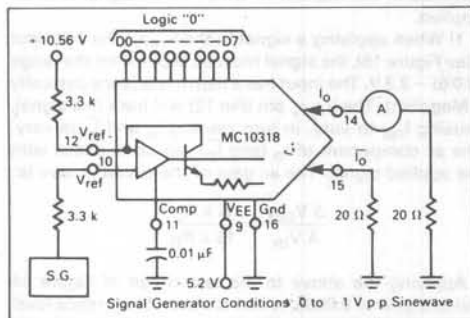 Logic "0"
+ 10.56 V
D0
D7
3.3 k
12
Vref-
MC10318
Io
14
A
10
Vref
Io
15
3.3 k
Comp
VEE
Gnd
11
9
16
20 Ω
20 Ω
0.01 µF
S.G.
5.2 V
Signal Generator Conditions 0 to 1 V p p Sinewave